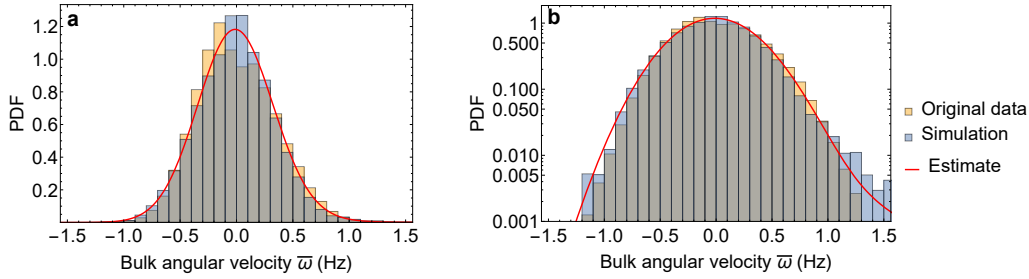 a
PDF
1.2
1.0
0.8
0.6
0.4
0.2
−1.5 −1.0 −0.5 0.0 0.5 1.0 1.5
Bulk angular velocity ϖ (Hz)
b
PDF
1
0.500
0.100
0.050
0.010
0.005
0.001
−1.5 −1.0 −0.5 0.0 0.5 1.0 1.5
Bulk angular velocity ϖ (Hz)
Original data
Simulation
Estimate